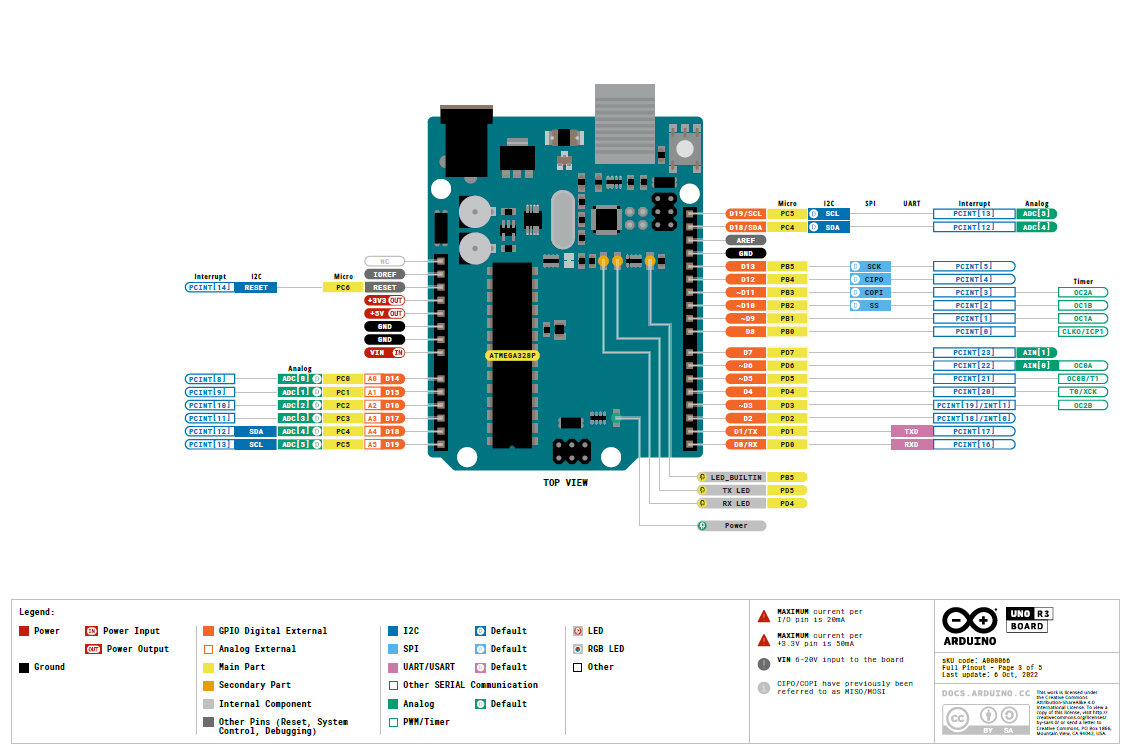 Micro I2C SPI UART Interrupt Analog
D19/SCL PC5 D SCL PCINT[13] ADC[5]
D18/SDA PC4 D SDA PCINT[12] ADC[4]
AREF
GND
D13 PB5 D SCK PCINT[5]
D12 PB4 D CIPO PCINT[4]
Timer
~D11 PB3 D COPI PCINT[3] OC2A
~D10 PB2 D SS PCINT[2] OC1B
~D9 PB1 PCINT[1] OC1A
D8 PB0 PCINT[0] CLKO/ICP1
D7 PD7 PCINT[23] AIN[1]
~D6 PD6 PCINT[22] AIN[0] OC0A
~D5 PD5 PCINT[21] OC0B/T1
D4 PD4 PCINT[20] T0/XCK
~D3 PD3 PCINT[19]/INT[1] OC2B
D2 PD2 PCINT[18]/INT[0]
D1/TX PD1 TXD PCINT[17]
D0/RX PD0 RXD PCINT[16]
NC
IOREF
Interrupt I2C Micro
PCINT[14] RESET PC6 RESET
+3V3 OUT
+5V OUT
GND
GND
VIN IN
Analog
PCINT[8] ADC[0] D PC0 A0 D14
PCINT[9] ADC[1] D PC1 A1 D15
PCINT[10] ADC[2] D PC2 A2 D16
PCINT[11] ADC[3] D PC3 A3 D17
PCINT[12] SDA ADC[4] D PC4 A4 D18
PCINT[13] SCL ADC[5] D PC5 A5 D19
ATMEGA328P
TOP VIEW
LED_BUILTIN PB5
TX LED PD5
RX LED PD4
Power
Legend:
Power
IN Power Input
OUT Power Output
Ground
GPIO Digital External
Analog External
Main Part
Secondary Part
Internal Component
Other Pins (Reset, System
Control, Debugging)
I2C D Default
SPI D Default
UART/USART D Default
Other SERIAL Communication
Analog D Default
PWM/Timer
LED
RGB LED
Other
MAXIMUM current per
I/O pin is 20mA
MAXIMUM current per
+3.3V pin is 50mA
VIN 6-20V input to the board
CIPO/COPI have previously been
referred to as MISO/MOSI
ARDUINO
UNO R3
BOARD
SKU code: A000066
Full Pinout - Page 3 of 5
Last update: 6 Oct, 2022
DOCS.ARDUINO.CC
CC BY SA
This work is licensed under
the Creative Commons
Attribution-ShareAlike 4.0
International License. To view a
copy of this license, visit http://
creativecommons.org/licenses/
by-sa/4.0/ or send a letter to
Creative Commons, PO Box 1866,
Mountain View, CA 94042, USA.